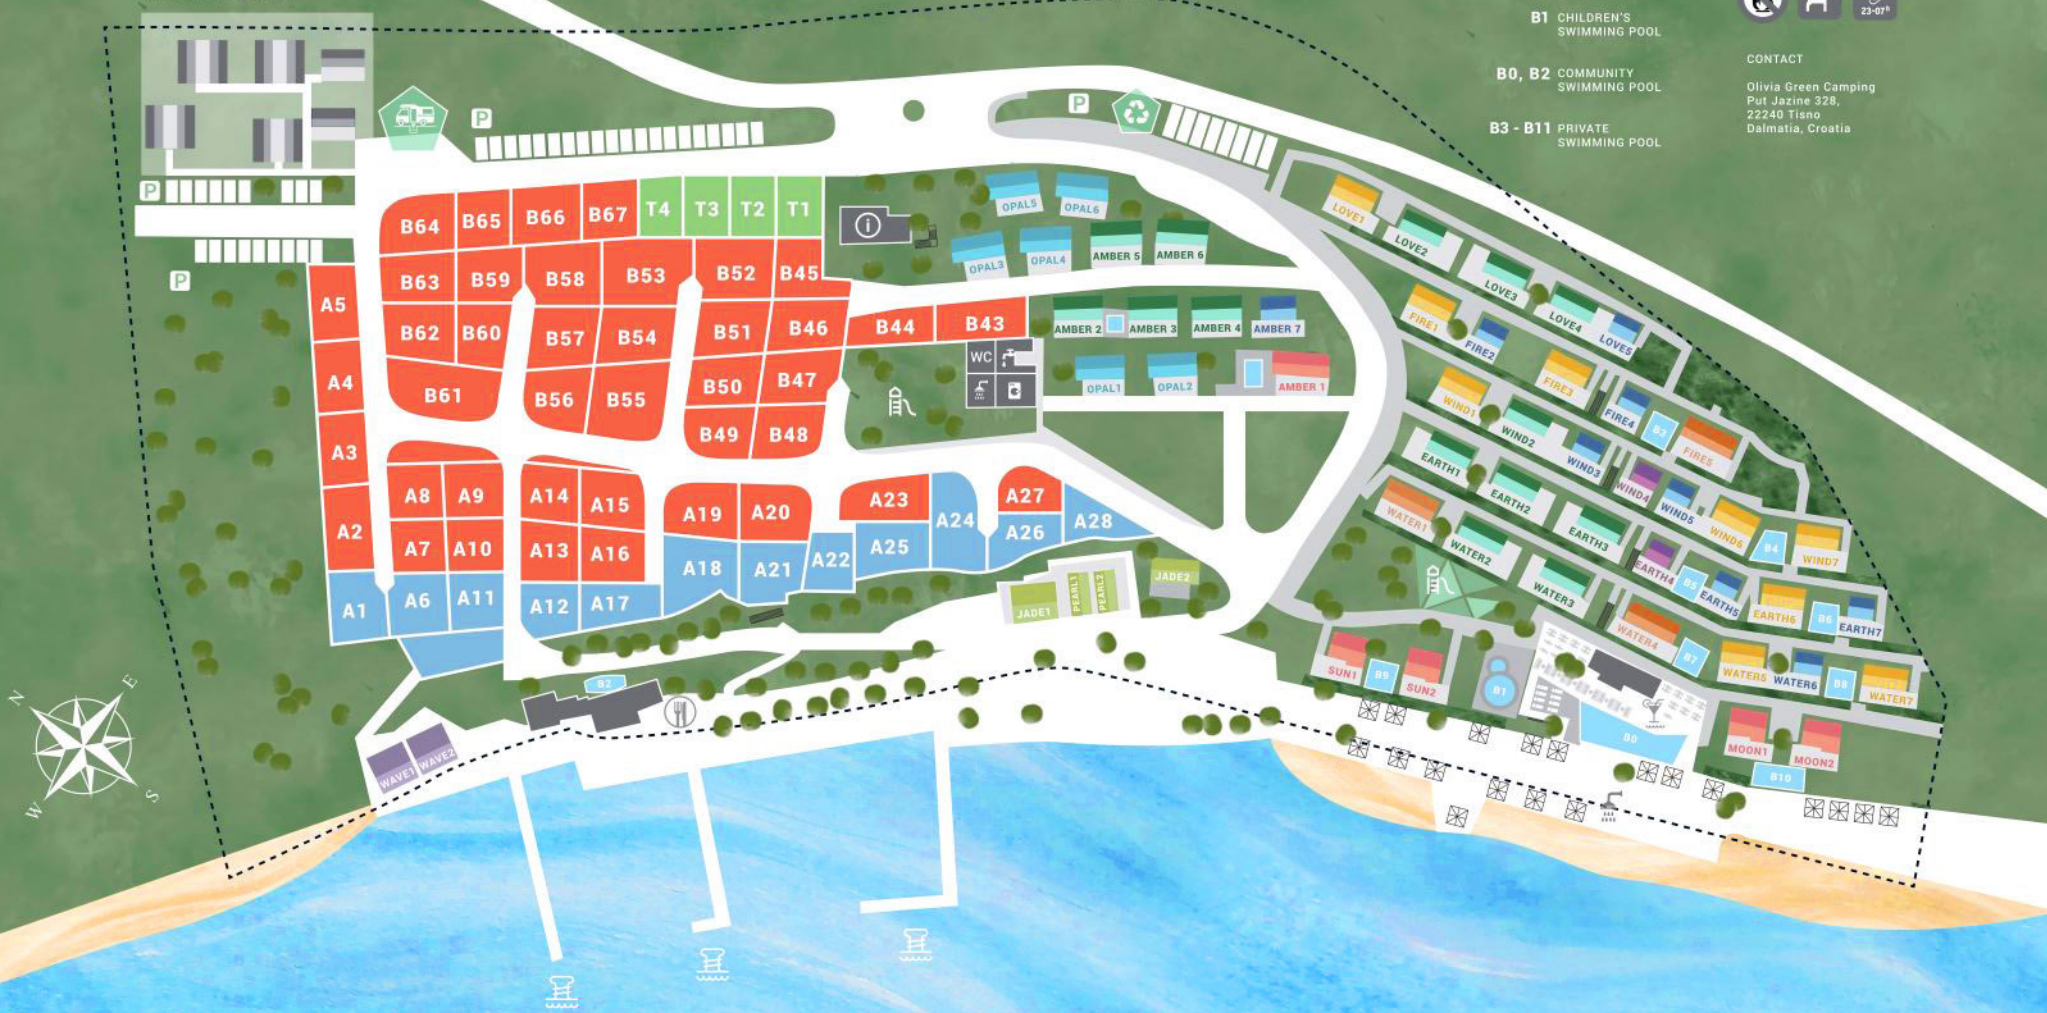 B1 CHILDREN'S
SWIMMING POOL
B0, B2 COMMUNITY
SWIMMING POOL
B3 - B11 PRIVATE
SWIMMING POOL
23-07h
CONTACT
Olivia Green Camping
Put Jazine 328,
22240 Tisno
Dalmatia, Croatia
P
P
P
P
B64 B65 B66 B67 T4 T3 T2 T1
B63 B59 B58 B53 B52 B45
B62 B60 B57 B54 B51 B46 B44 B43
B61 B56 B55 B50 B47
B49 B48
A5
A4
A3
A2
A1
A8 A9 A14 A15 A19 A20 A23 A24 A27 A28
A7 A10 A13 A16 A18 A21 A22 A25 A26
A6 A11 A12 A17
i
WC
OPAL5 OPAL6
OPAL3 OPAL4 AMBER 5 AMBER 6
AMBER 2 AMBER 3 AMBER 4 AMBER 7
OPAL1 OPAL2 AMBER 1
JADE1 PEARL1 PEARL2 JADE2
LOVE1 LOVE2 LOVE3 LOVE4 LOVE5
FIRE1 FIRE2 FIRE3 FIRE4 B3 FIRE5
WIND1 WIND2 WIND3 WIND4 WIND5 WIND6 B4 WIND7
EARTH1 EARTH2 EARTH3 EARTH4 B5 EARTH5 EARTH6 B6 EARTH7
WATER1 WATER2 WATER3 WATER4 B7 WATER5 WATER6 B8 WATER7
SUN1 B9 SUN2 B1
B0
MOON1 MOON2
B10
B2
WAVE1 WAVE2
N
E
W
S